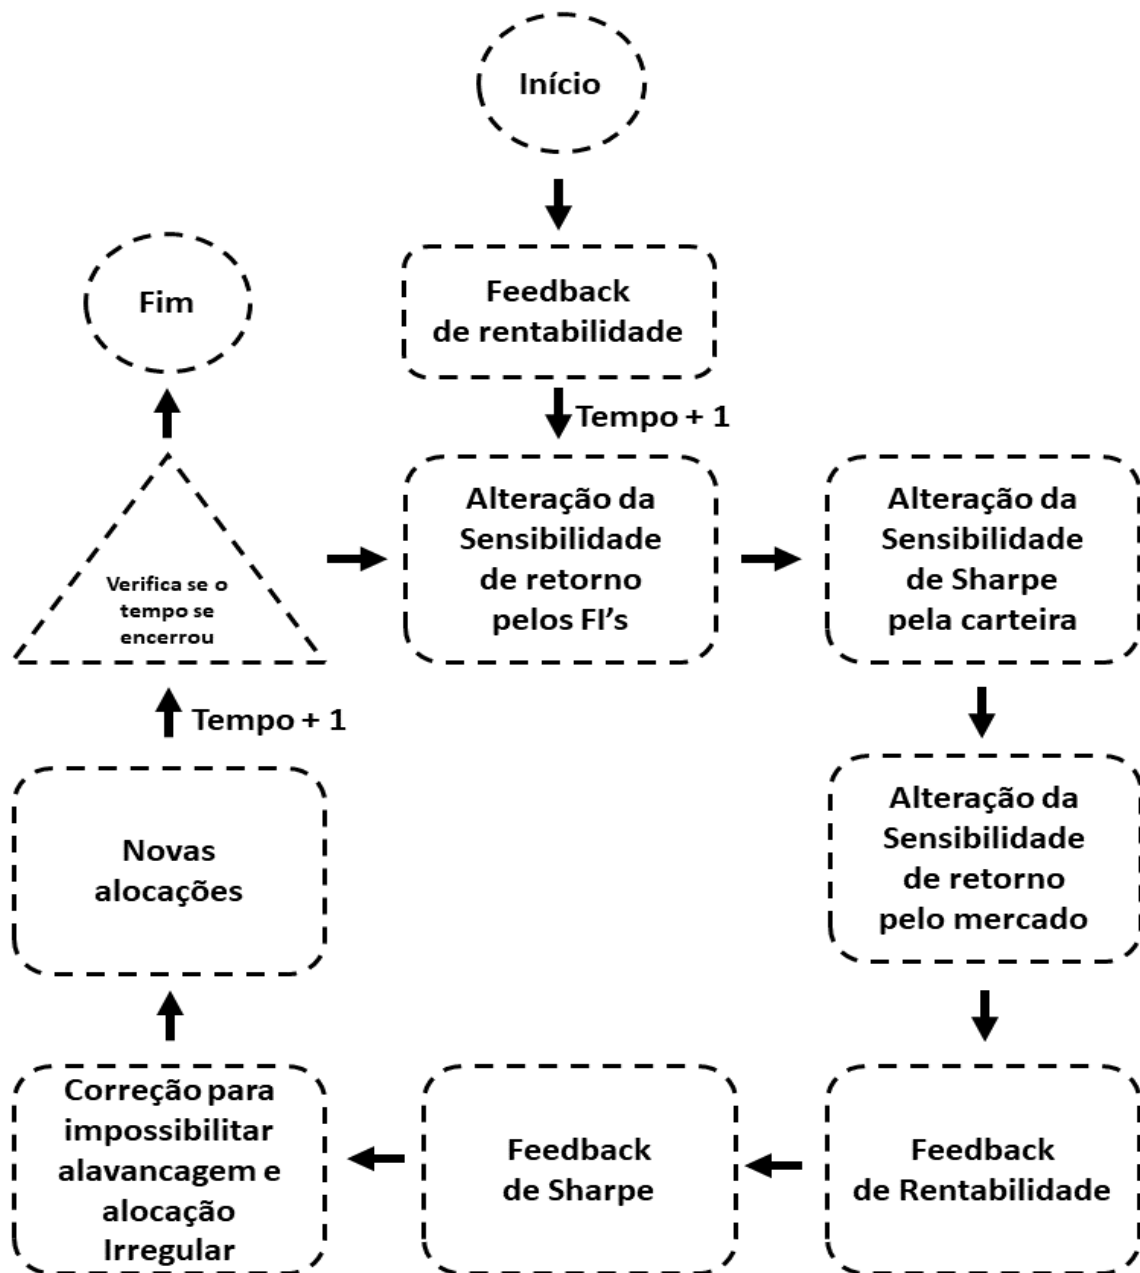 Início
Feedback
de rentabilidade
Tempo + 1
Alteração da
Sensibilidade
de retorno
pelos FI's
Alteração da
Sensibilidade
de Sharpe
pela carteira
Alteração da
Sensibilidade
de retorno
pelo mercado
Feedback
de Rentabilidade
Feedback
de Sharpe
Correção para
impossibilitar
alavancagem e
alocação
Irregular
Novas
alocações
Tempo + 1
Verifica se o
tempo se
encerrou
Fim